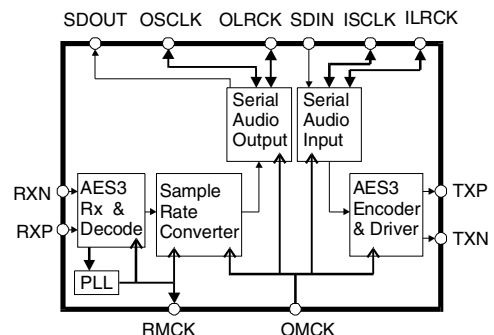 SDOUT OSCLK OLRCK SDIN ISCLK ILRCK
Serial
Audio
Output
Serial
Audio
Input
RXN
RXP
AES3
Rx &
Decode
Sample
Rate
Converter
AES3
Encoder
& Driver
TXP
TXN
PLL
RMCK OMCK